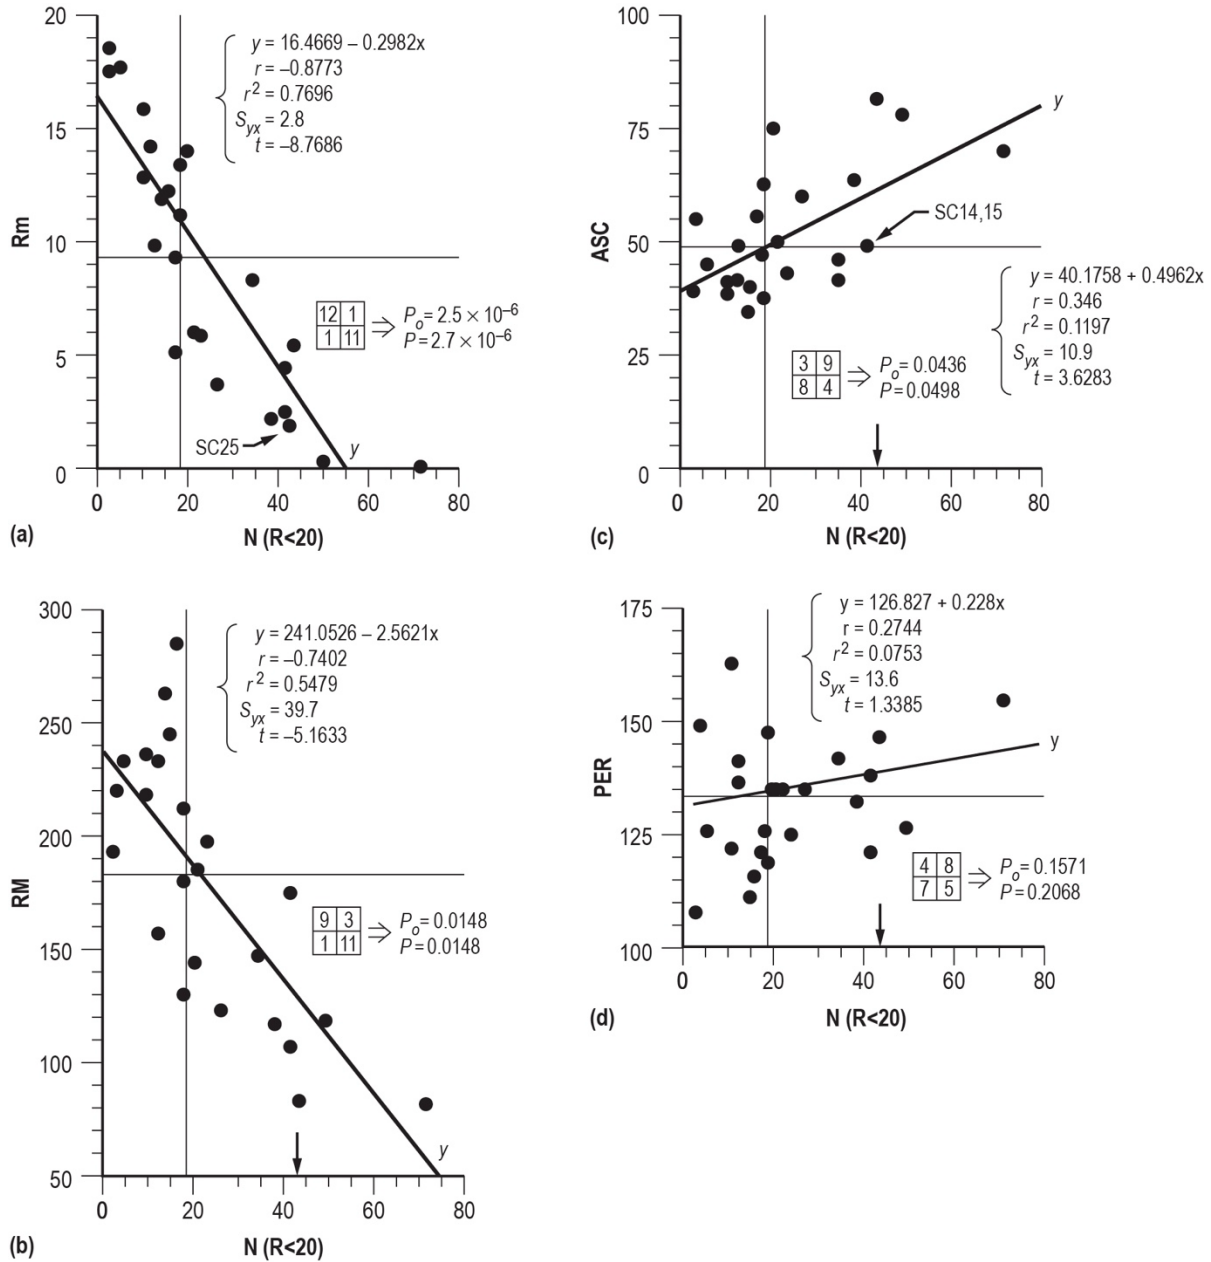 20
15
10
5
0
Rm
y = 16.4669 – 0.2982x
r = –0.8773
r² = 0.7696
Syx = 2.8
t = –8.7686
12 1
1 11
Po = 2.5 × 10⁻⁶
P = 2.7 × 10⁻⁶
SC25
y
0 20 40 60 80
(a)
N (R<20)
100
75
50
25
0
ASC
y
SC14,15
y = 40.1758 + 0.4962x
r = 0.346
r² = 0.1197
Syx = 10.9
t = 3.6283
3 9
8 4
Po = 0.0436
P = 0.0498
0 20 40 60 80
(c)
N (R<20)
300
250
200
150
100
50
RM
y = 241.0526 – 2.5621x
r = –0.7402
r² = 0.5479
Syx = 39.7
t = –5.1633
9 3
1 11
Po = 0.0148
P = 0.0148
y
0 20 40 60 80
(b)
N (R<20)
175
150
125
100
PER
y = 126.827 + 0.228x
r = 0.2744
r² = 0.0753
Syx = 13.6
t = 1.3385
y
4 8
7 5
Po = 0.1571
P = 0.2068
0 20 40 60 80
(d)
N (R<20)